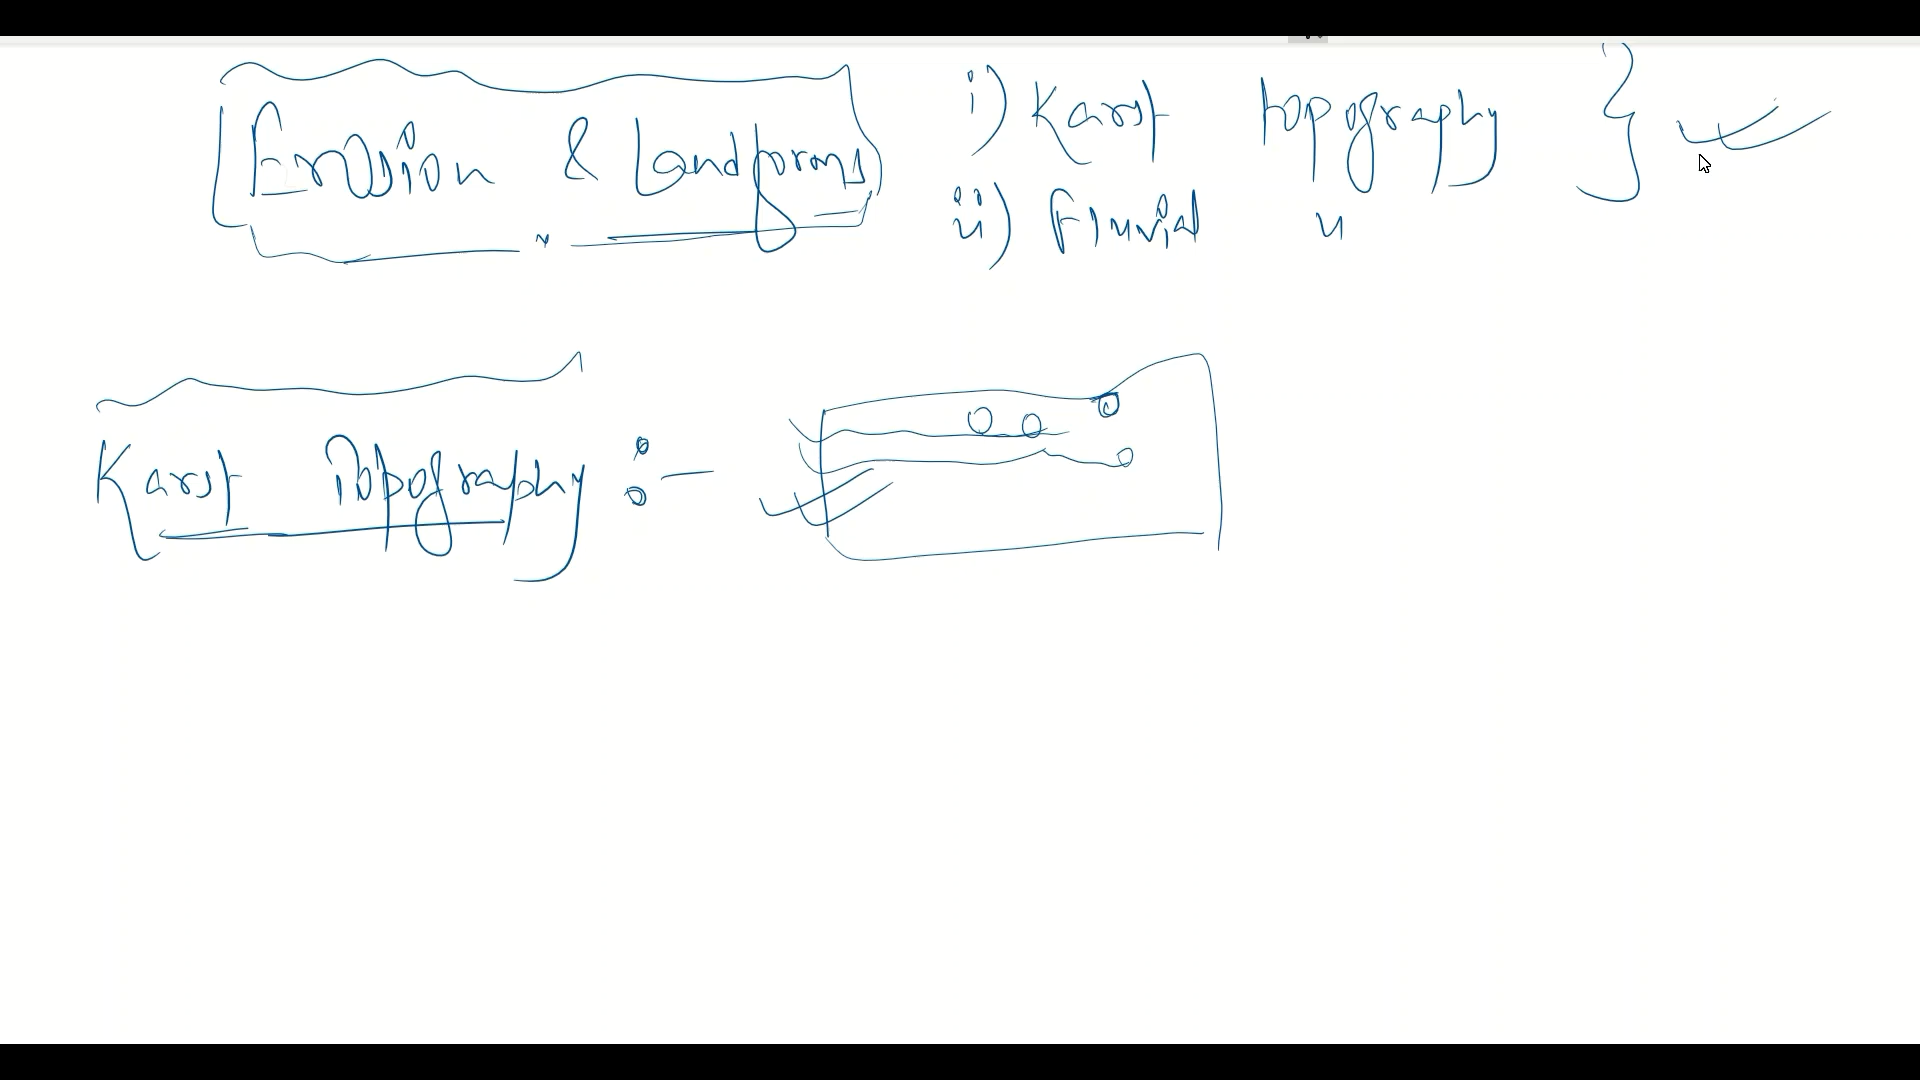 Erosion & Landforms
i) Karst topography
ii) Fluvial "
Karst Topography :-